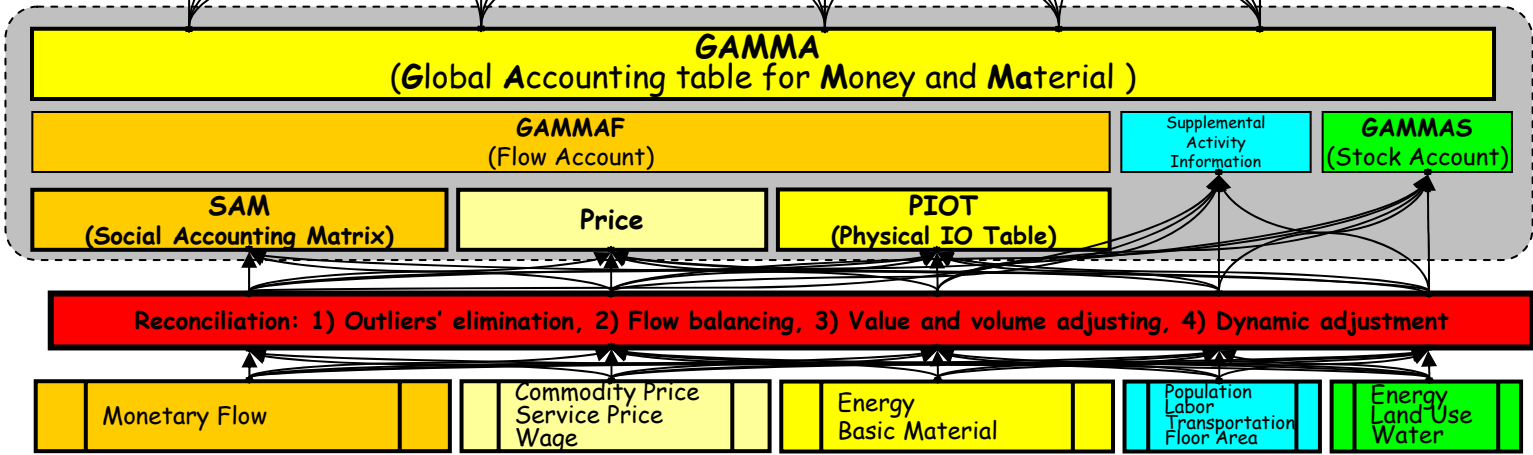 GAMMA
(Global Accounting table for Money and Material )
GAMMAF
(Flow Account)
Supplemental
Activity
Information
GAMMAS
(Stock Account)
SAM
(Social Accounting Matrix)
Price
PIOT
(Physical IO Table)
Reconciliation: 1) Outliers’ elimination, 2) Flow balancing, 3) Value and volume adjusting, 4) Dynamic adjustment
Monetary Flow
Commodity Price
Service Price
Wage
Energy
Basic Material
Population
Labor
Transportation
Floor Area
Energy
Land Use
Water